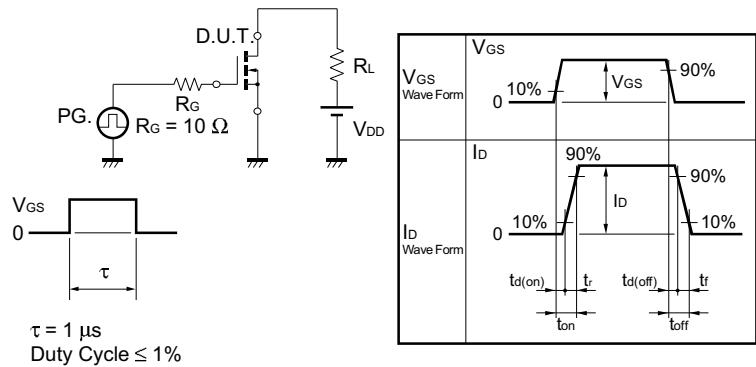 D.U.T.
RL
RG
PG.
RG = 10 Ω
VDD
VGS
0
τ
τ = 1 μs
Duty Cycle ≤ 1%
VGS
Wave Form
VGS
10%
VGS
90%
0
ID
Wave Form
ID
90%
90%
10%
ID
10%
0
td(on)
tr
td(off)
tf
ton
toff